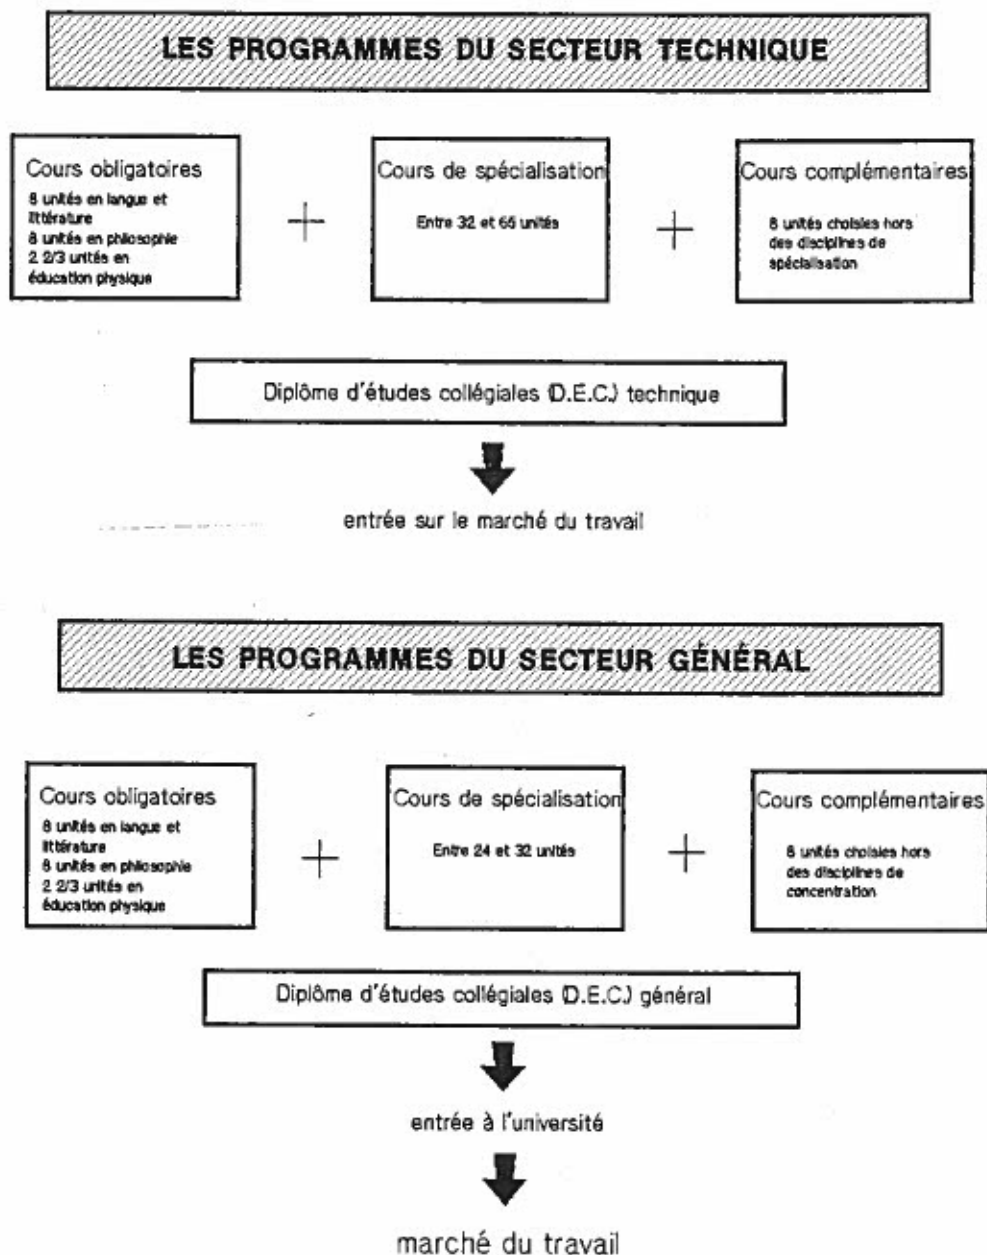 LES PROGRAMMES DU SECTEUR TECHNIQUE
Cours obligatoires
8 unités en langue et
littérature
8 unités en philosophie
2 2/3 unités en
éducation physique
+
Cours de spécialisation
Entre 32 et 65 unités
+
Cours complémentaires
8 unités choisies hors
des disciplines de
spécialisation
Diplôme d'études collégiales (D.E.C.) technique
entrée sur le marché du travail
LES PROGRAMMES DU SECTEUR GÉNÉRAL
Cours obligatoires
8 unités en langue et
littérature
8 unités en philosophie
2 2/3 unités en
éducation physique
+
Cours de spécialisation
Entre 24 et 32 unités
+
Cours complémentaires
8 unités choisies hors
des disciplines de
concentration
Diplôme d'études collégiales (D.E.C.) général
entrée à l'université
marché du travail